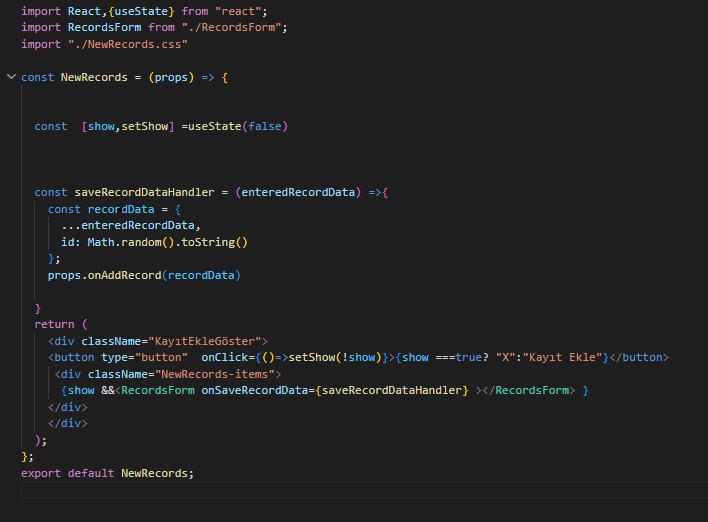 import React,{useState} from "react";
import RecordsForm from "./RecordsForm";
import "./NewRecords.css"
const NewRecords = (props) => {
const  [show,setShow] =useState(false)
const saveRecordDataHandler = (enteredRecordData) =>{
const recordData = {
...enteredRecordData,
id: Math.random().toString()
};
props.onAddRecord(recordData)
}
return (
<div className="KayıtEkleGöster">
<button type="button"  onClick={()=>setShow(!show)}>{show ===true? "X":"Kayıt Ekle"}</button>
<div className="NewRecords-items">
{show &&<RecordsForm onSaveRecordData={saveRecordDataHandler} ></RecordsForm> }
</div>
</div>
);
};
export default NewRecords;